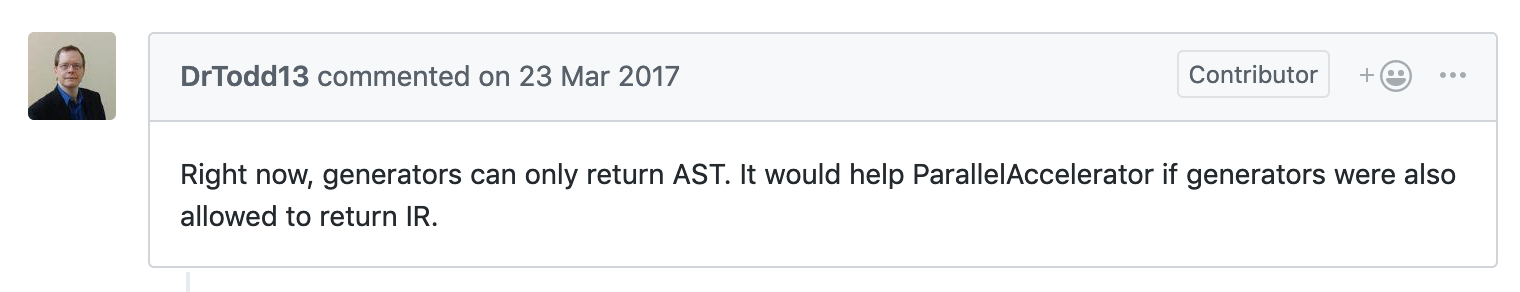 DrTodd13 commented on 23 Mar 2017
Contributor
Right now, generators can only return AST. It would help ParallelAccelerator if generators were also
allowed to return IR.